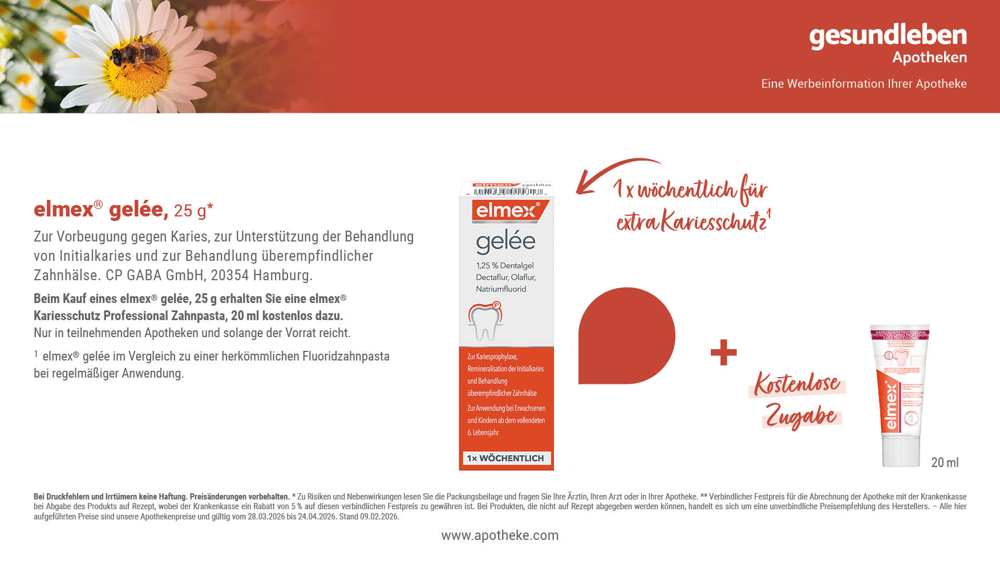 gesundleben
Apotheken
Eine Werbeinformation Ihrer Apotheke
elmex® gelée, 25 g*
Zur Vorbeugung gegen Karies, zur Unterstützung der Behandlung
von Initialkaries und zur Behandlung überempfindlicher
Zahnhälse. CP GABA GmbH, 20354 Hamburg.
Beim Kauf eines elmex® gelée, 25 g erhalten Sie eine elmex®
Kariesschutz Professional Zahnpasta, 20 ml kostenlos dazu.
Nur in teilnehmenden Apotheken und solange der Vorrat reicht.
1 elmex® gelée im Vergleich zu einer herkömmlichen Fluoridzahnpasta
bei regelmäßiger Anwendung.
elmex gelée
elmex®
gelée
1,25 % Dentalgel
Dectaflur, Olaflur,
Natriumfluorid
F⁻
Zur Kariesprophylaxe,
Remineralisation der Initialkaries
und Behandlung
überempfindlicher Zahnhälse
Zur Anwendung bei Erwachsenen
und Kindern ab dem vollendeten
6. Lebensjahr
1× WÖCHENTLICH
1 x wöchentlich für
extra Kariesschutz1
+
Kostenlose
Zugabe
KARIESSCHUTZ PROFESSIONAL
PROTECTION CARIES PROFESSIONA
CARIE PROFESSIONAL
elmex®
20 ml
Bei Druckfehlern und Irrtümern keine Haftung. Preisänderungen vorbehalten. * Zu Risiken und Nebenwirkungen lesen Sie die Packungsbeilage und fragen Sie Ihre Ärztin, Ihren Arzt oder in Ihrer Apotheke. ** Verbindlicher Festpreis für die Abrechnung der Apotheke mit der Krankenkasse
bei Abgabe des Produkts auf Rezept, wobei der Krankenkasse ein Rabatt von 5 % auf diesen verbindlichen Festpreis zu gewähren ist. Bei Produkten, die nicht auf Rezept abgegeben werden können, handelt es sich um eine unverbindliche Preisempfehlung des Herstellers. – Alle hier
aufgeführten Preise sind unsere Apothekenpreise und gültig vom 28.03.2026 bis 24.04.2026. Stand 09.02.2026.
www.apotheke.com